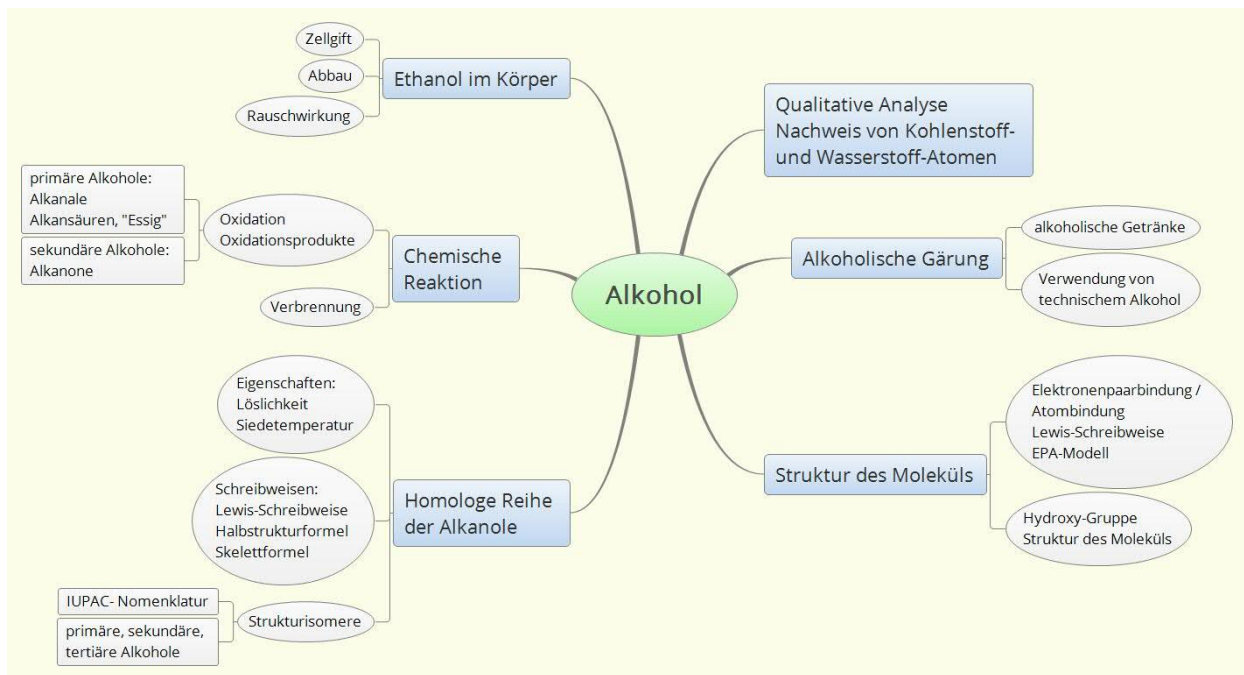 Alkohol
Ethanol im Körper
Zellgift
Abbau
Rauschwirkung
Chemische
Reaktion
Oxidation
Oxidationsprodukte
primäre Alkohole:
Alkanale
Alkansäuren, "Essig"
sekundäre Alkohole:
Alkanone
Verbrennung
Homologe Reihe
der Alkanole
Eigenschaften:
Löslichkeit
Siedetemperatur
Schreibweisen:
Lewis-Schreibweise
Halbstrukturformel
Skelettformel
Strukturisomere
IUPAC- Nomenklatur
primäre, sekundäre,
tertiäre Alkohole
Qualitative Analyse
Nachweis von Kohlenstoff-
und Wasserstoff-Atomen
Alkoholische Gärung
alkoholische Getränke
Verwendung von
technischem Alkohol
Struktur des Moleküls
Elektronenpaarbindung /
Atombindung
Lewis-Schreibweise
EPA-Modell
Hydroxy-Gruppe
Struktur des Moleküls